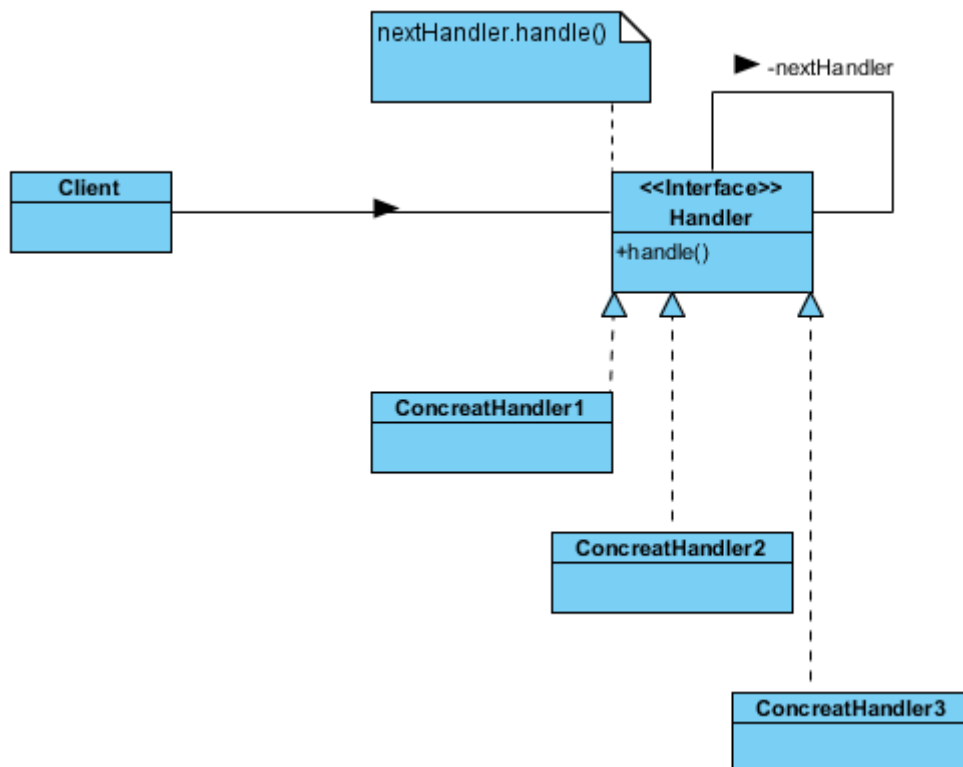 nextHandler.handle()
-nextHandler
Client
<<Interface>>
Handler
+handle()
ConcreatHandler1
ConcreatHandler2
ConcreatHandler3